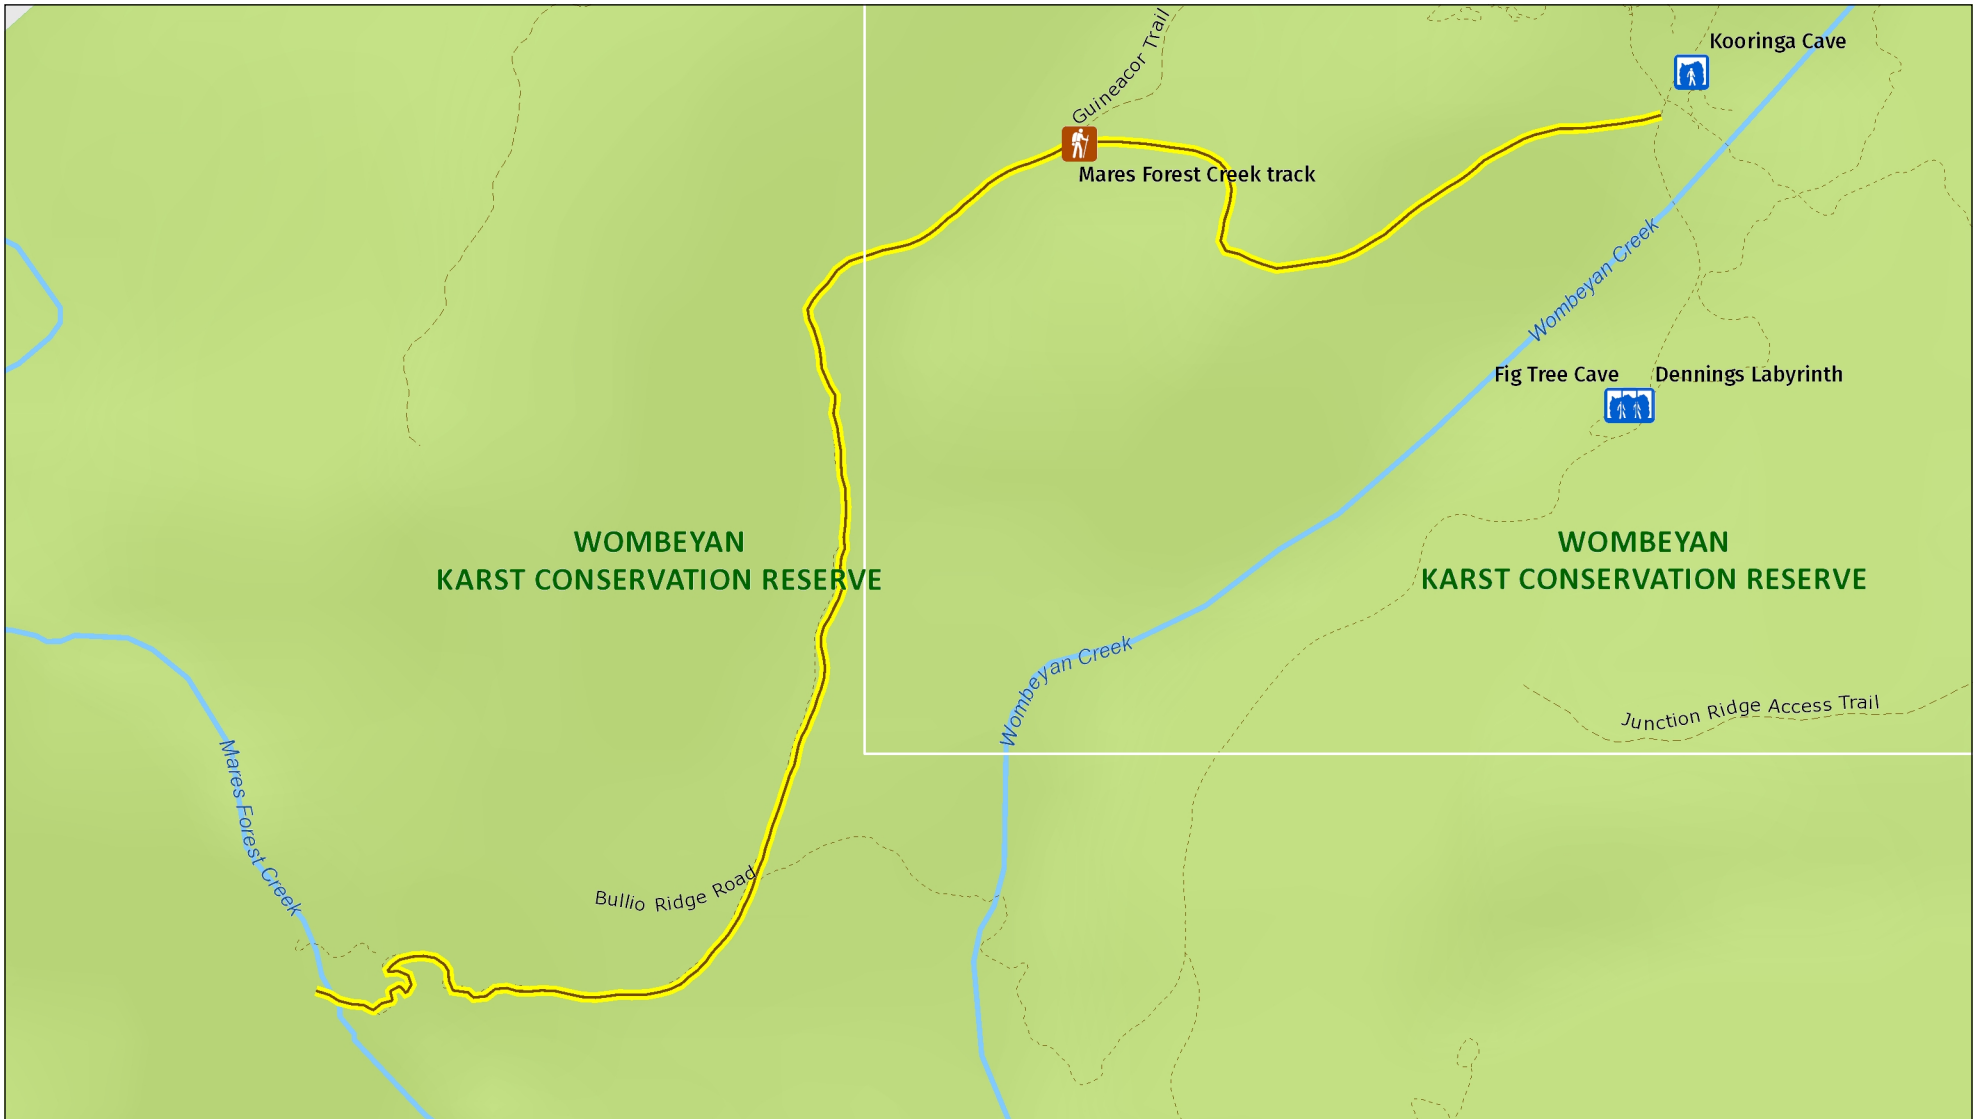 Kooringa Cave
Guineacor Trail
Mares Forest Creek track
Wombeyan Creek
Fig Tree Cave
Dennings Labyrinth
WOMBEYAN
KARST CONSERVATION RESERVE
WOMBEYAN
KARST CONSERVATION RESERVE
Wombeyan Creek
Junction Ridge Access Trail
Mares Forest Creek
Bullio Ridge Road